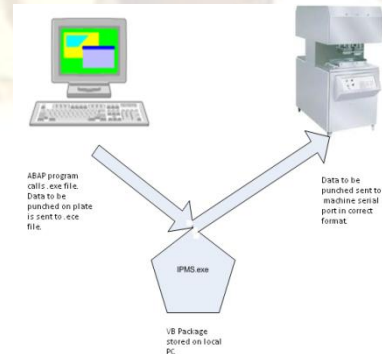 ABAP program
calls .exe file.
Data to be
punched on plate
is sent to .ece
file.
Data to be
punched sent to
machine serial
port in correct
format.
IPMS.exe
VB Package
stored on local
PC